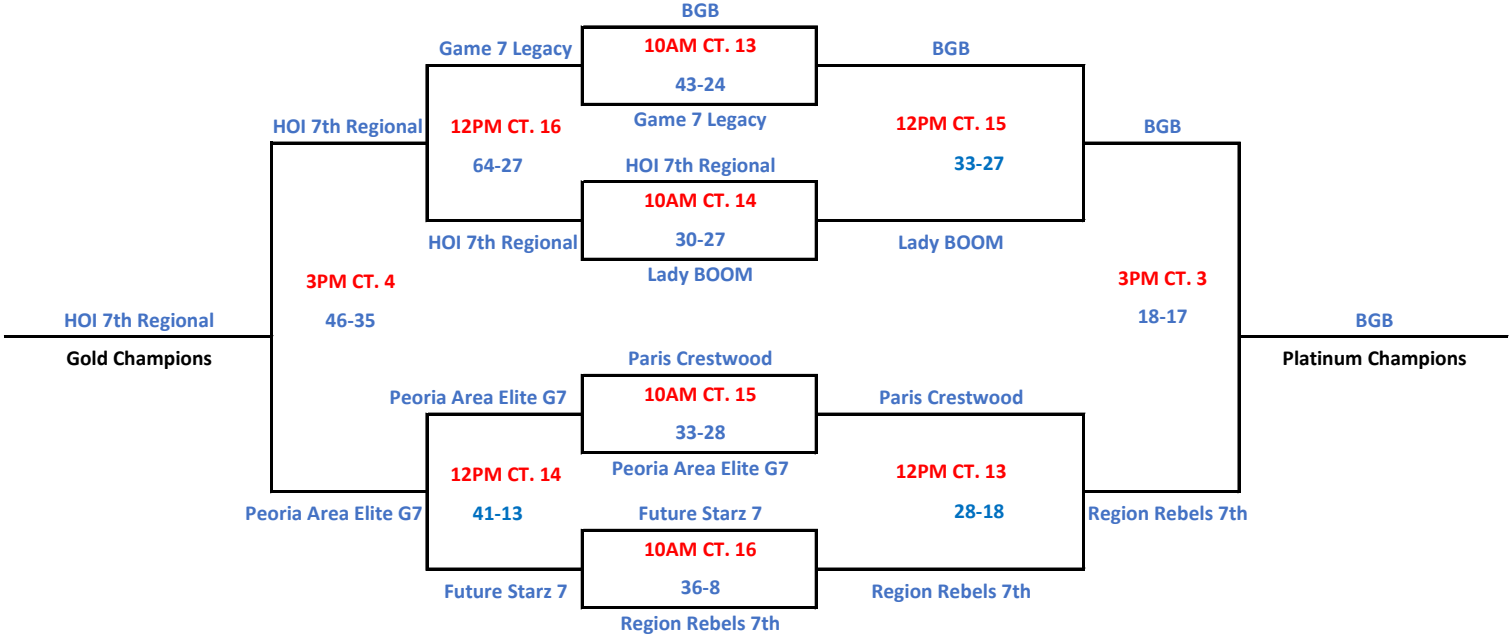 BGB
Game 7 Legacy
10AM CT. 13
BGB
43-24
HOI 7th Regional
12PM CT. 16
Game 7 Legacy
12PM CT. 15
BGB
64-27
HOI 7th Regional
33-27
10AM CT. 14
HOI 7th Regional
30-27
Lady BOOM
Lady BOOM
3PM CT. 4
3PM CT. 3
HOI 7th Regional
46-35
18-17
BGB
Gold Champions
Paris Crestwood
Platinum Champions
Peoria Area Elite G7
10AM CT. 15
Paris Crestwood
33-28
12PM CT. 14
Peoria Area Elite G7
12PM CT. 13
Peoria Area Elite G7
41-13
Future Starz 7
28-18
Region Rebels 7th
10AM CT. 16
Future Starz 7
36-8
Region Rebels 7th
Region Rebels 7th